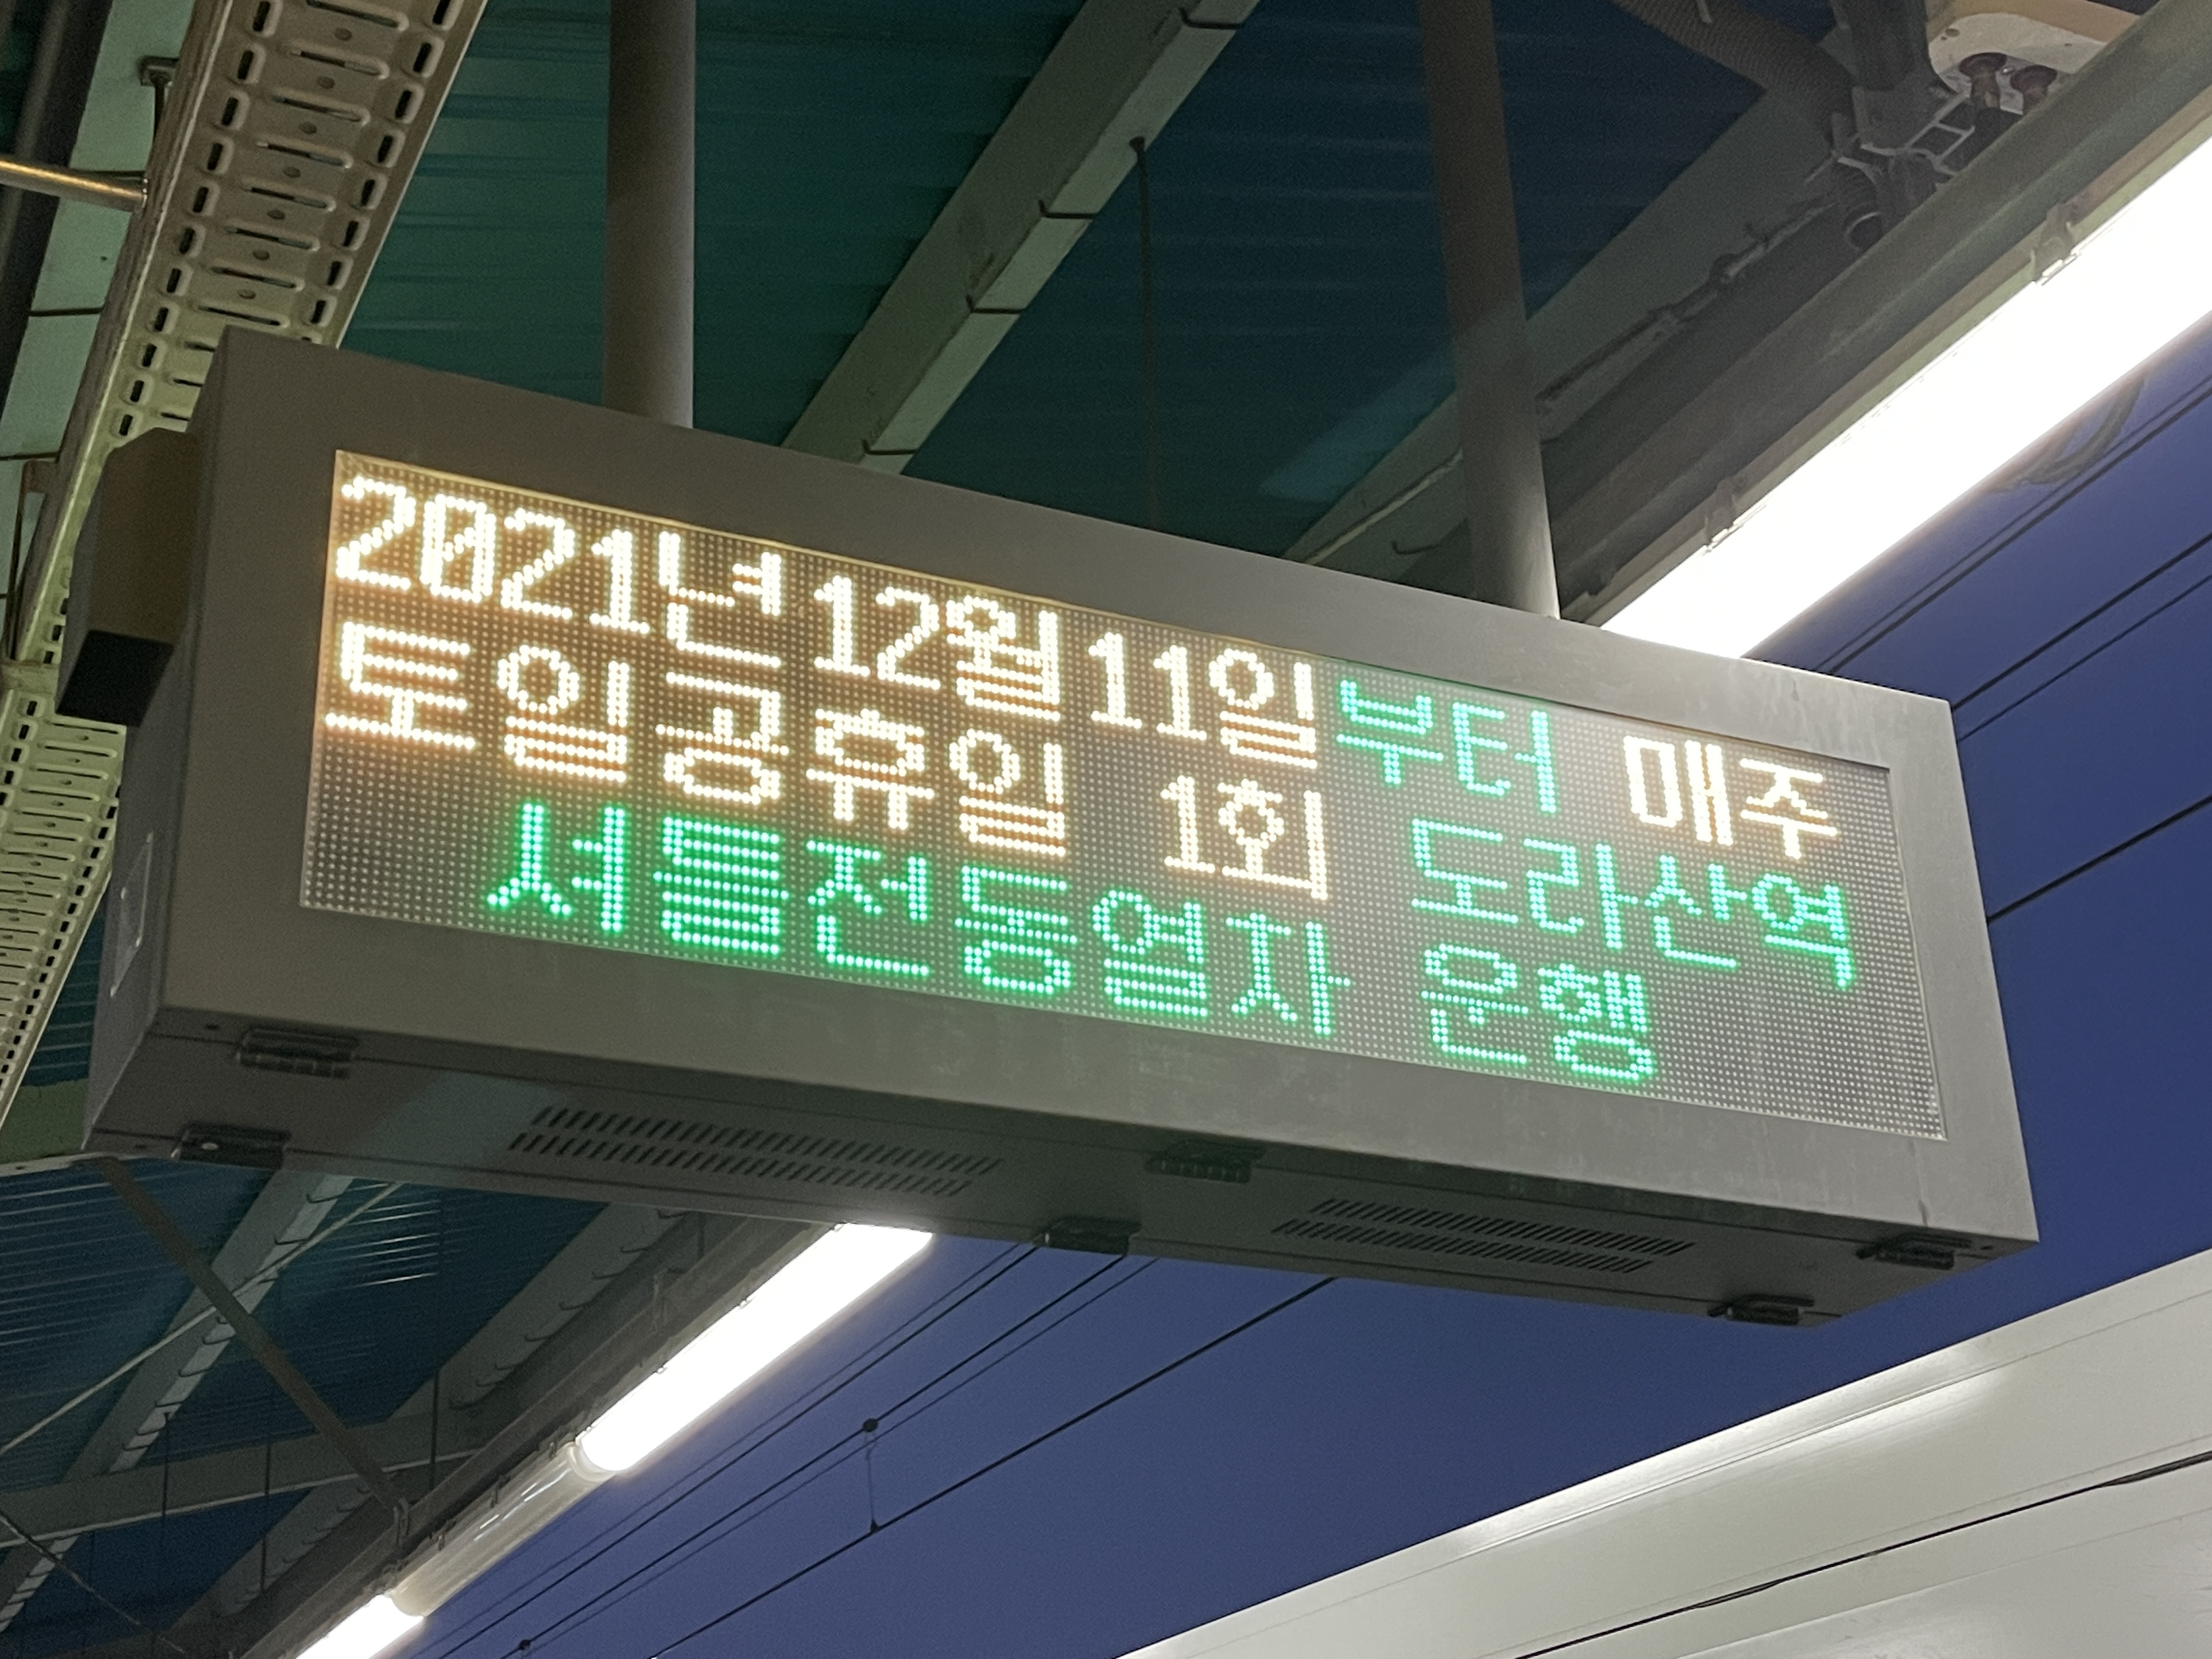 2021년12월11일부터 매주
토일공휴일 1회 도라산역
셔틀전동열차 운행